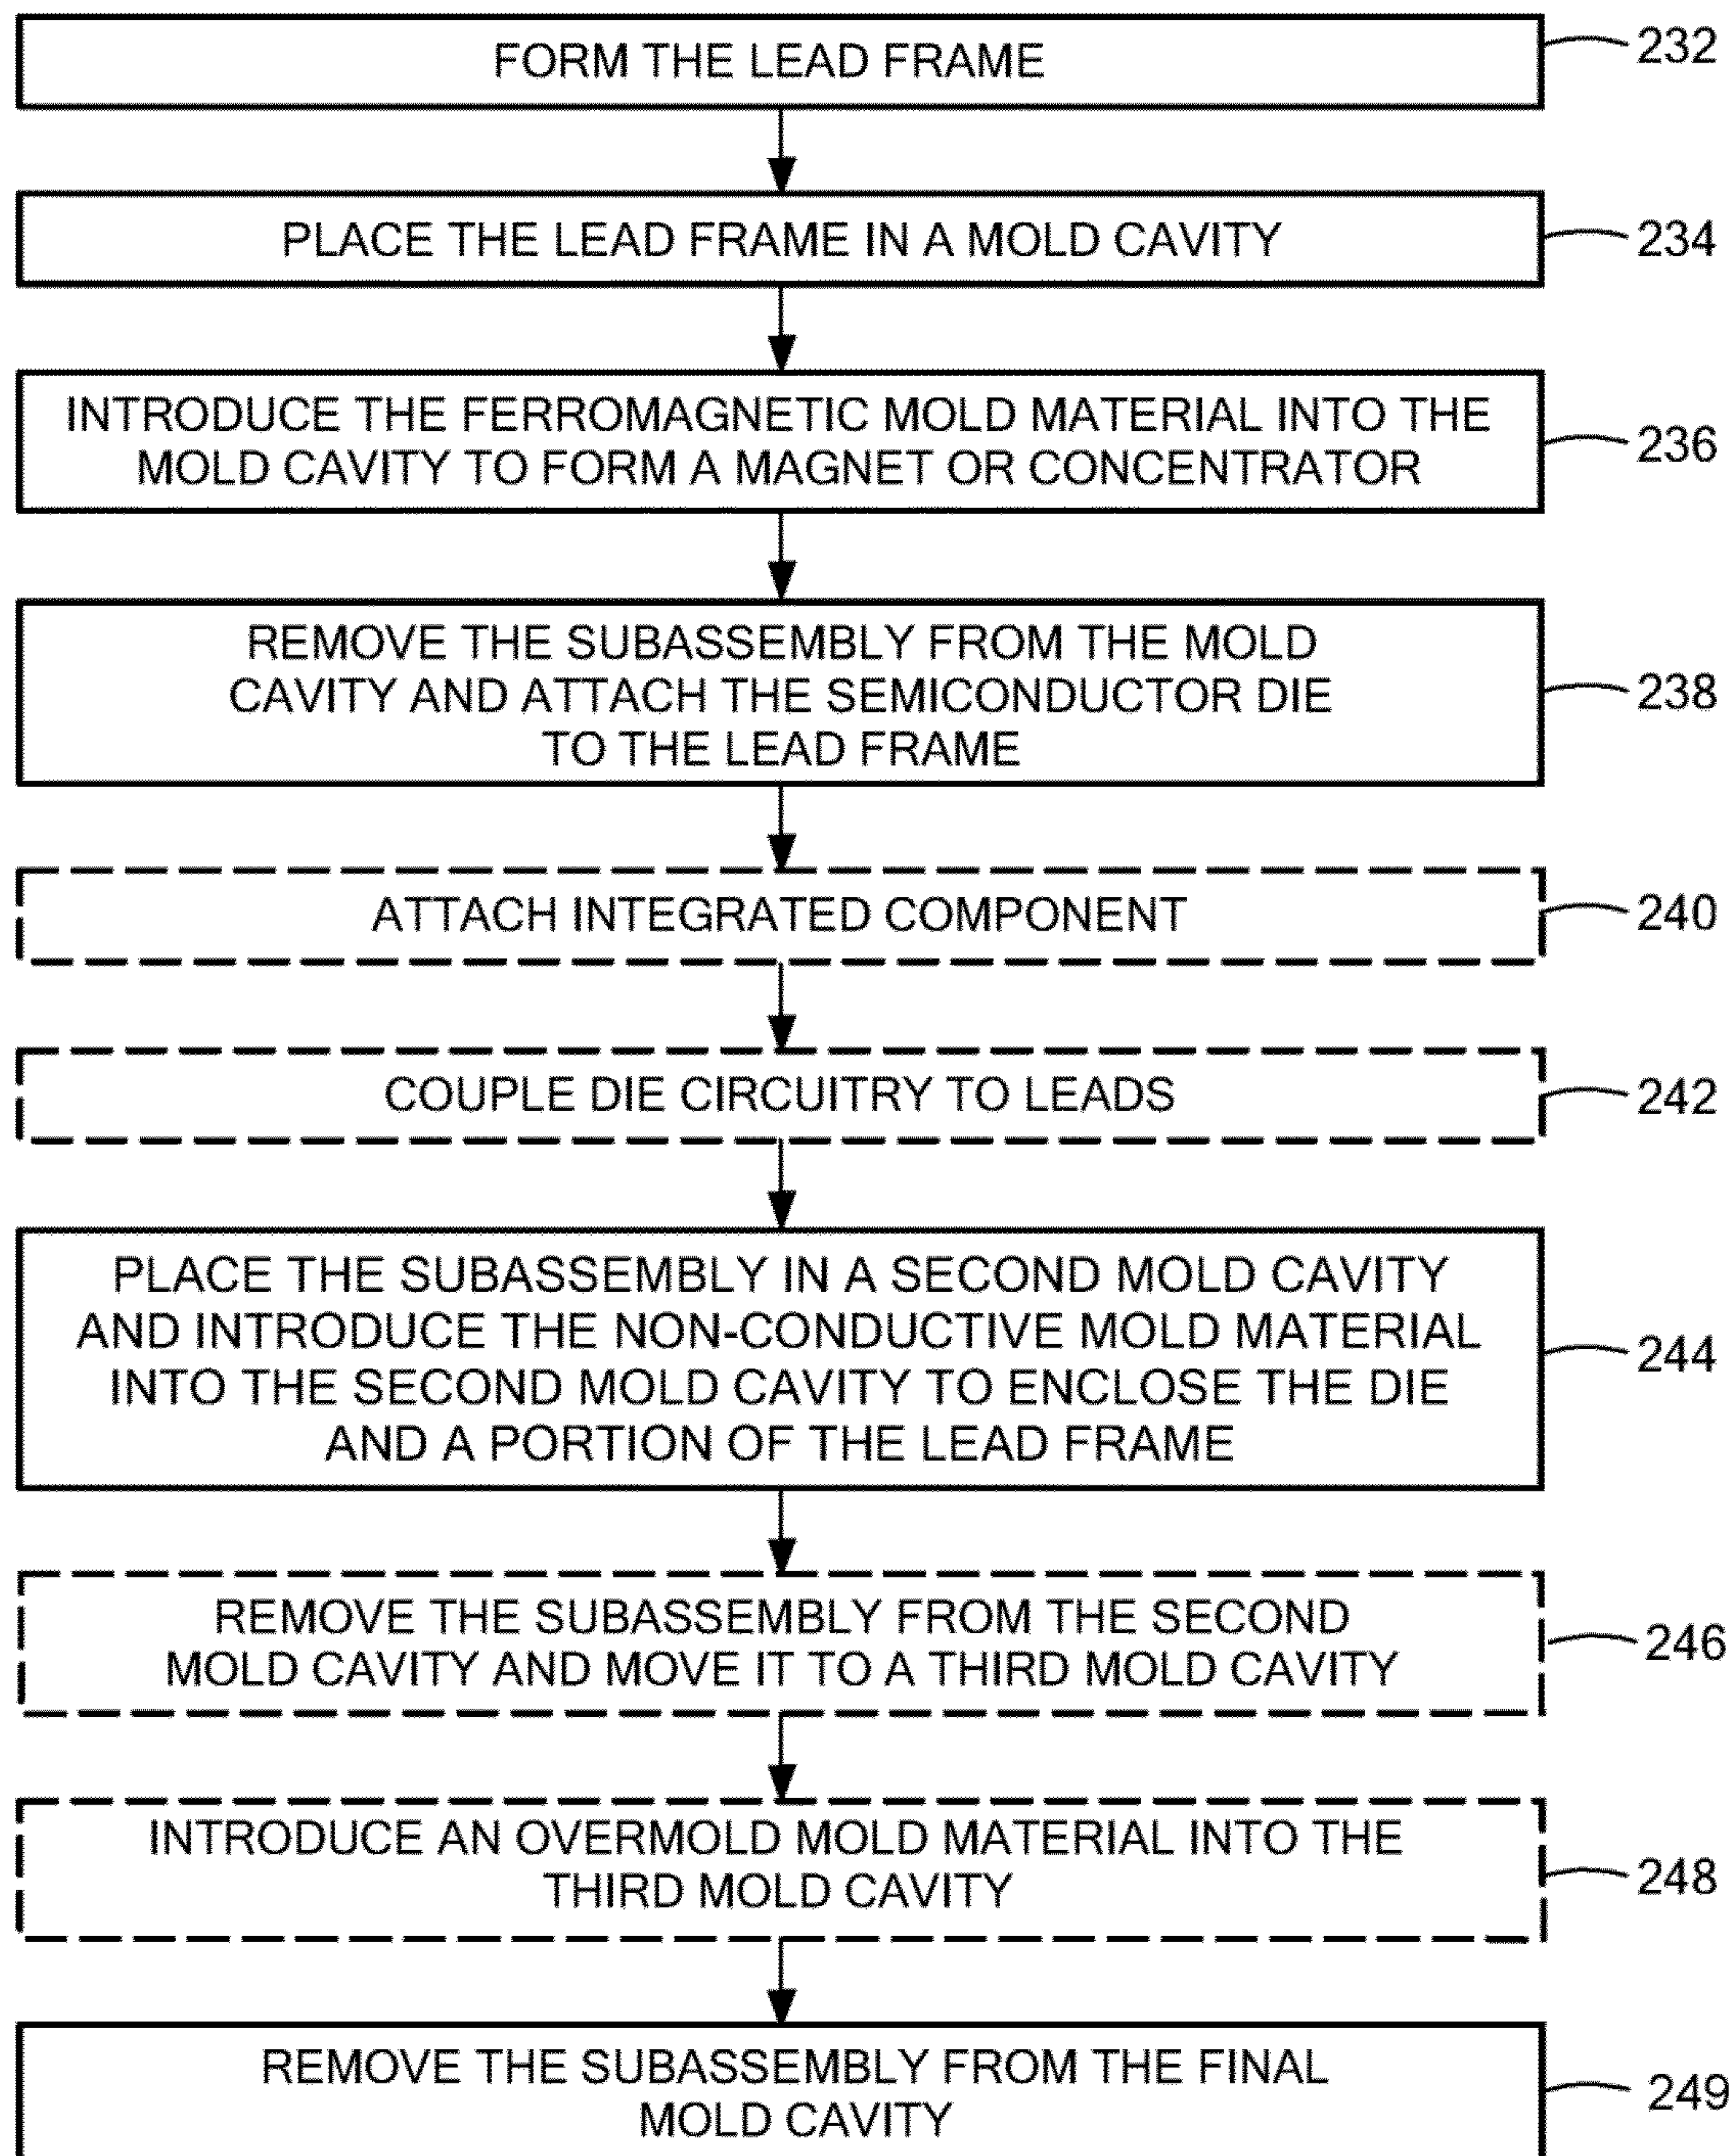 FORM THE LEAD FRAME
232
PLACE THE LEAD FRAME IN A MOLD CAVITY
234
INTRODUCE THE FERROMAGNETIC MOLD MATERIAL INTO THE
MOLD CAVITY TO FORM A MAGNET OR CONCENTRATOR
236
REMOVE THE SUBASSEMBLY FROM THE MOLD
CAVITY AND ATTACH THE SEMICONDUCTOR DIE
TO THE LEAD FRAME
238
ATTACH INTEGRATED COMPONENT
240
COUPLE DIE CIRCUITRY TO LEADS
242
PLACE THE SUBASSEMBLY IN A SECOND MOLD CAVITY
AND INTRODUCE THE NON-CONDUCTIVE MOLD MATERIAL
INTO THE SECOND MOLD CAVITY TO ENCLOSE THE DIE
AND A PORTION OF THE LEAD FRAME
244
REMOVE THE SUBASSEMBLY FROM THE SECOND
MOLD CAVITY AND MOVE IT TO A THIRD MOLD CAVITY
246
INTRODUCE AN OVERMOLD MOLD MATERIAL INTO THE
THIRD MOLD CAVITY
248
REMOVE THE SUBASSEMBLY FROM THE FINAL
MOLD CAVITY
249